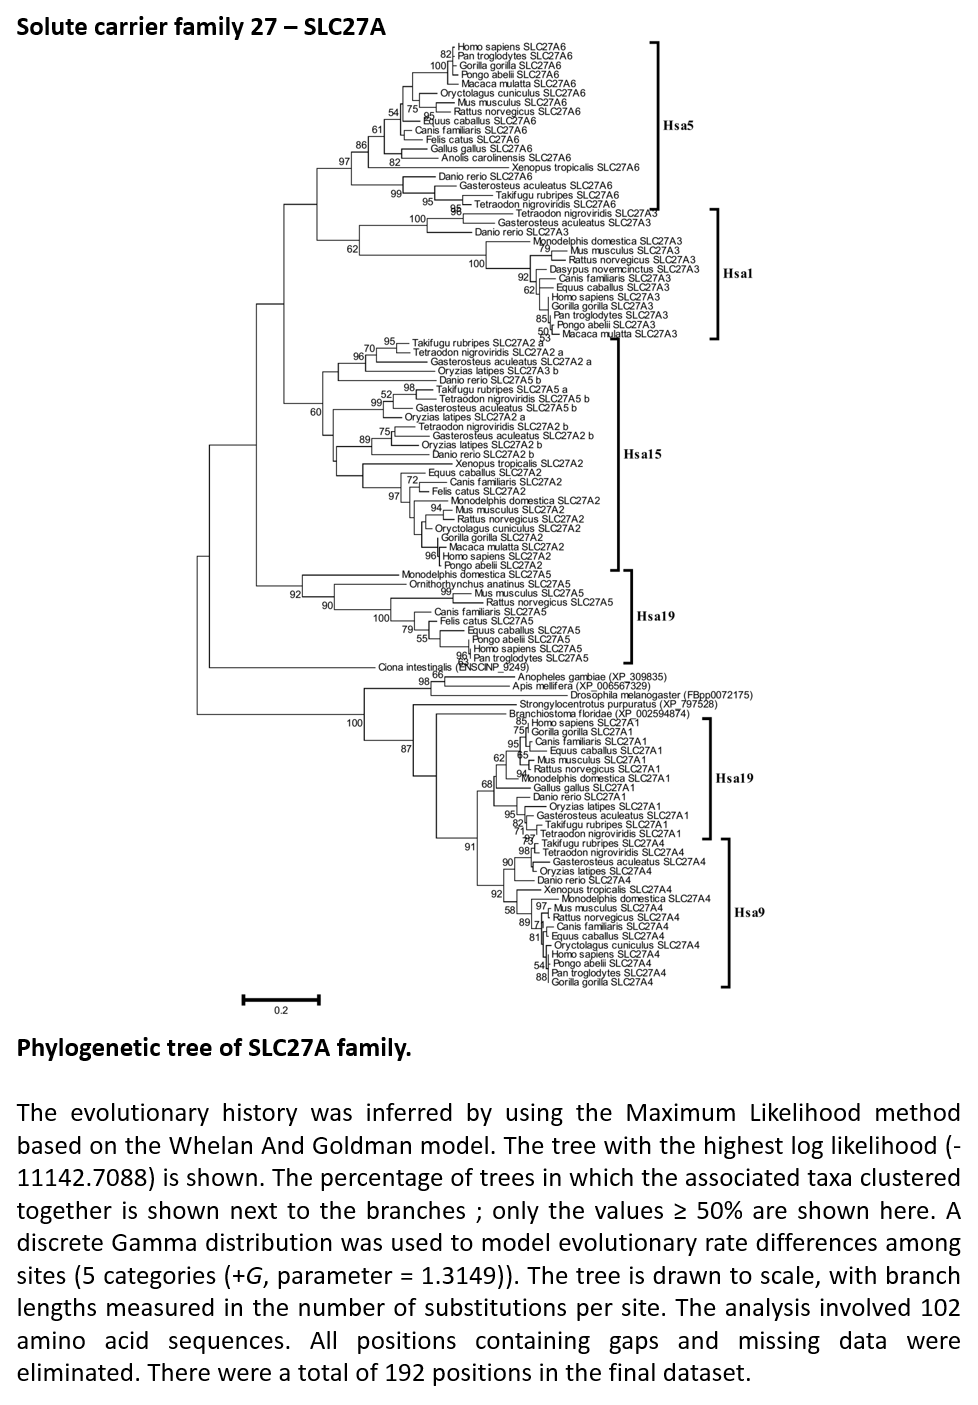 Solute carrier family 27 – SLC27A
Homo sapiens SLC27A6
82
Pan troglodytes SLC27A6
100
Gorilla gorilla SLC27A6
Pongo abelii SLC27A6
Macaca mulatta SLC27A6
Oryctolagus cuniculus SLC27A6
Mus musculus SLC27A6
75
54
95
Rattus norvegicus SLC27A6
Equus caballus SLC27A6
Hsa5
61
Canis familiaris SLC27A6
Felis catus SLC27A6
86
Gallus gallus SLC27A6
97
82
Anolis carolinensis SLC27A6
Xenopus tropicalis SLC27A6
Danio rerio SLC27A6
99
Gasterosteus aculeatus SLC27A6
95
Takifugu rubripes SLC27A6
95
Tetraodon nigroviridis SLC27A6
96
Tetraodon nigroviridis SLC27A3
100
Gasterosteus aculeatus SLC27A3
Danio rerio SLC27A3
62
Monodelphis domestica SLC27A3
79
Mus musculus SLC27A3
100
Rattus norvegicus SLC27A3
Dasypus novemcinctus SLC27A3
92
Canis familiaris SLC27A3
Hsa1
62
Equus caballus SLC27A3
Homo sapiens SLC27A3
Gorilla gorilla SLC27A3
85
Pan troglodytes SLC27A3
Pongo abelii SLC27A3
50
Macaca mulatta SLC27A3
53
95
Takifugu rubripes SLC27A2 a
70
Tetraodon nigroviridis SLC27A2 a
96
Gasterosteus aculeatus SLC27A2 a
Oryzias latipes SLC27A3 b
Danio rerio SLC27A5 b
98
Takifugu rubripes SLC27A5 a
52
Tetraodon nigroviridis SLC27A5 b
99
Gasterosteus aculeatus SLC27A5 b
60
Oryzias latipes SLC27A2 a
Tetraodon nigroviridis SLC27A2 b
75
Gasterosteus aculeatus SLC27A2 b
89
Oryzias latipes SLC27A2 b
Danio rerio SLC27A2 b
Hsa15
Xenopus tropicalis SLC27A2
Equus caballus SLC27A2
72
Canis familiaris SLC27A2
97
Felis catus SLC27A2
Monodelphis domestica SLC27A2
94
Mus musculus SLC27A2
Rattus norvegicus SLC27A2
Oryctolagus cuniculus SLC27A2
Gorilla gorilla SLC27A2
Macaca mulatta SLC27A2
96
Homo sapiens SLC27A2
Pongo abelii SLC27A2
Monodelphis domestica SLC27A5
92
Ornithorhynchus anatinus SLC27A5
99
Mus musculus SLC27A5
90
Rattus norvegicus SLC27A5
100
Canis familiaris SLC27A5
Hsa19
79
Felis catus SLC27A5
55
Equus caballus SLC27A5
Pongo abelii SLC27A5
Homo sapiens SLC27A5
96
Pan troglodytes SLC27A5
Ciona intestinalis (ENSCINP_9249)
66
Anopheles gambiae (XP_309835)
98
Apis mellifera (XP_006567329)
Drosophila melanogaster (FBpp0072175)
Strongylocentrotus purpuratus (XP_797528)
100
Branchiostoma floridae (XP_002594874)
85
Homo sapiens SLC27A1
75
Gorilla gorilla SLC27A1
87
95
Canis familiaris SLC27A1
65
Equus caballus SLC27A1
62
Mus musculus SLC27A1
94
Rattus norvegicus SLC27A1
Monodelphis domestica SLC27A1
Hsa19
68
Gallus gallus SLC27A1
Danio rerio SLC27A1
Oryzias latipes SLC27A1
95
Gasterosteus aculeatus SLC27A1
82
Takifugu rubripes SLC27A1
71
Tetraodon nigroviridis SLC27A1
97
73
Takifugu rubripes SLC27A4
91
98
Tetraodon nigroviridis SLC27A4
90
Gasterosteus aculeatus SLC27A4
Oryzias latipes SLC27A4
Danio rerio SLC27A4
92
Xenopus tropicalis SLC27A4
Monodelphis domestica SLC27A4
58
97
Mus musculus SLC27A4
Hsa9
89
Rattus norvegicus SLC27A4
71
Canis familiaris SLC27A4
81
Equus caballus SLC27A4
Oryctolagus cuniculus SLC27A4
Homo sapiens SLC27A4
54
Pongo abelii SLC27A4
88
Pan troglodytes SLC27A4
Gorilla gorilla SLC27A4
0.2
Phylogenetic tree of SLC27A family.
The evolutionary history was inferred by using the Maximum Likelihood method
based on the Whelan And Goldman model. The tree with the highest log likelihood (-
11142.7088) is shown. The percentage of trees in which the associated taxa clustered
together is shown next to the branches ; only the values ≥ 50% are shown here. A
discrete Gamma distribution was used to model evolutionary rate differences among
sites (5 categories (+G, parameter = 1.3149)). The tree is drawn to scale, with branch
lengths measured in the number of substitutions per site. The analysis involved 102
amino acid sequences. All positions containing gaps and missing data were
eliminated. There were a total of 192 positions in the final dataset.